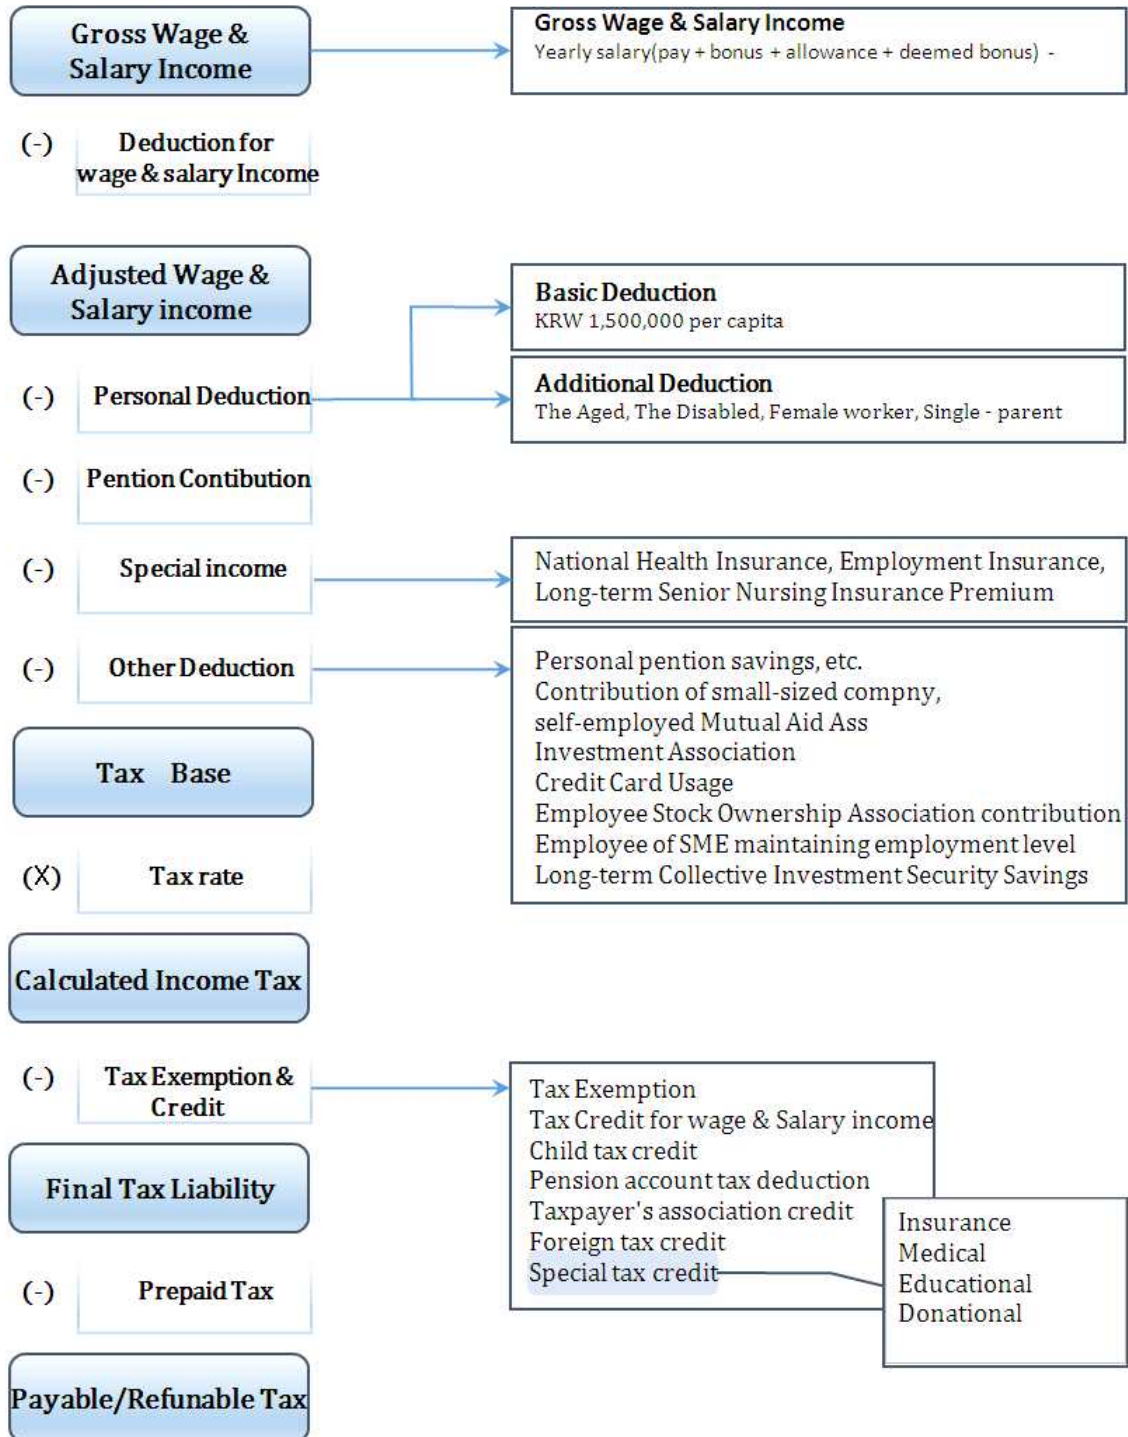 Gross Wage &
Salary Income
Gross Wage & Salary Income
Yearly salary(pay + bonus + allowance + deemed bonus) -
(-)
Deduction for
wage & salary Income
Adjusted Wage &
Salary income
Basic Deduction
KRW 1,500,000 per capita
(-)
Personal Deduction
Additional Deduction
The Aged, The Disabled, Female worker, Single - parent
(-)
Pention Contibution
(-)
Special income
National Health Insurance, Employment Insurance,
Long-term Senior Nursing Insurance Premium
(-)
Other Deduction
Personal pention savings, etc.
Contribution of small-sized compny,
self-employed Mutual Aid Ass
Investment Association
Credit Card Usage
Employee Stock Ownership Association contribution
Employee of SME maintaining employment level
Long-term Collective Investment Security Savings
Tax Base
(X)
Tax rate
Calculated Income Tax
(-)
Tax Exemption &
Credit
Tax Exemption
Tax Credit for wage & Salary income
Child tax credit
Pension account tax deduction
Taxpayer's association credit
Foreign tax credit
Special tax credit
Insurance
Medical
Educational
Donational
Final Tax Liability
(-)
Prepaid Tax
Payable/Refunable Tax